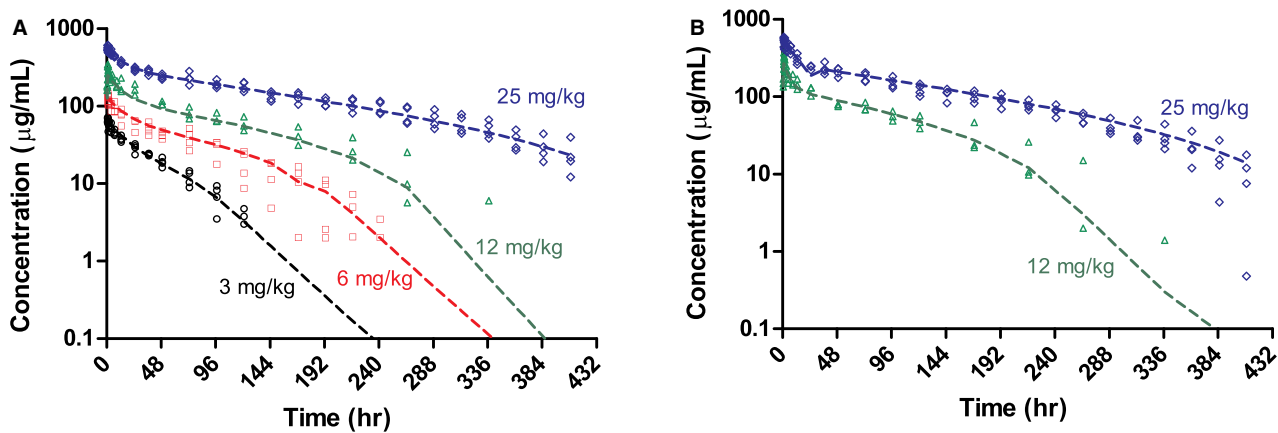 A
1000
100
10
1
0.1
Concentration (μg/mL)
25 mg/kg
12 mg/kg
6 mg/kg
3 mg/kg
0 48 96 144 192 240 288 336 384 432
Time (hr)
B
1000
100
10
1
0.1
Concentration (μg/mL)
25 mg/kg
12 mg/kg
0 48 96 144 192 240 288 336 384 432
Time (hr)